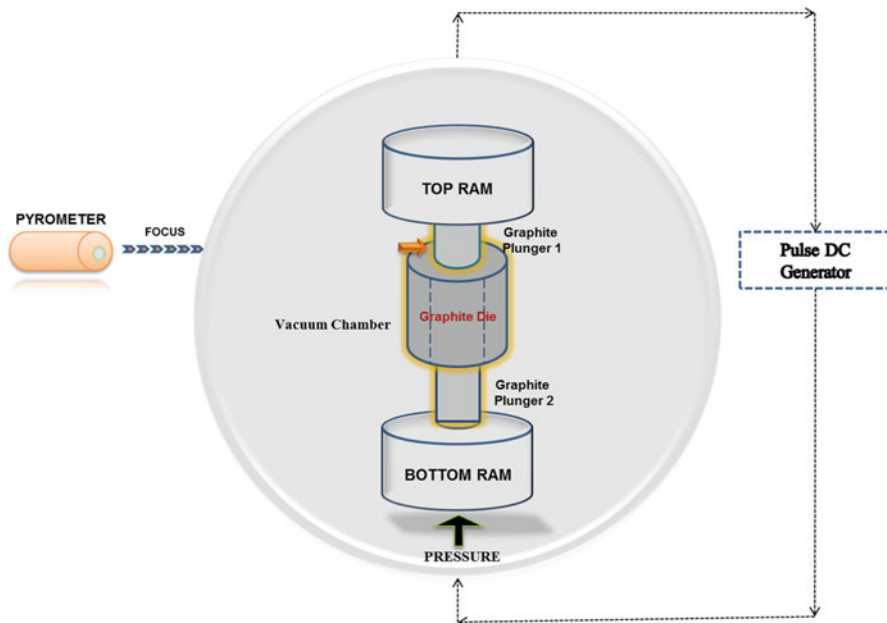 TOP RAM
PYROMETER
FOCUS
Graphite
Plunger 1
Pulse DC
Generator
Graphite Die
Vacuum Chamber
Graphite
Plunger 2
BOTTOM RAM
PRESSURE